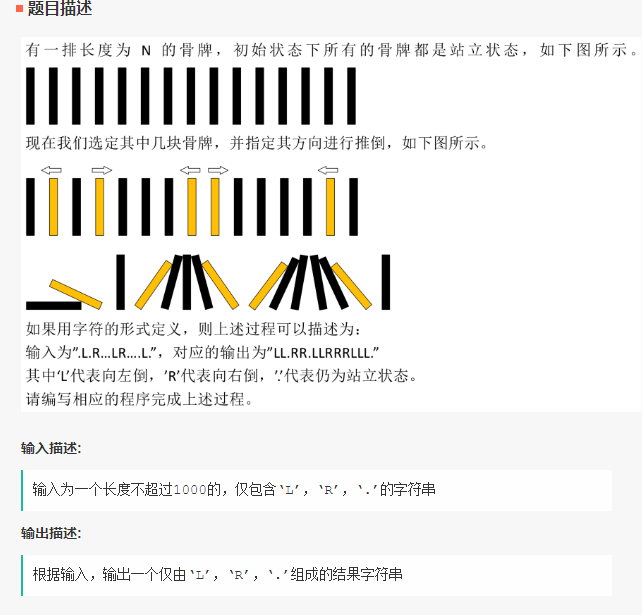 题目描述
有一排长度为 N 的骨牌，初始状态下所有的骨牌都是站立状态，如下图所示。
现在我们选定其中几块骨牌，并指定其方向进行推倒，如下图所示。
如果用字符的形式定义，则上述过程可以描述为：
输入为”.L.R...LR....L.”，对应的输出为”LL.RR.LLRRRLLL.”
其中‘L’代表向左倒，’R’代表向右倒，’.’代表仍为站立状态。
请编写相应的程序完成上述过程。
输入描述:
输入为一个长度不超过1000的，仅包含‘L’，‘R’，‘.’的字符串
输出描述:
根据输入，输出一个仅由‘L’，‘R’，‘.’组成的结果字符串